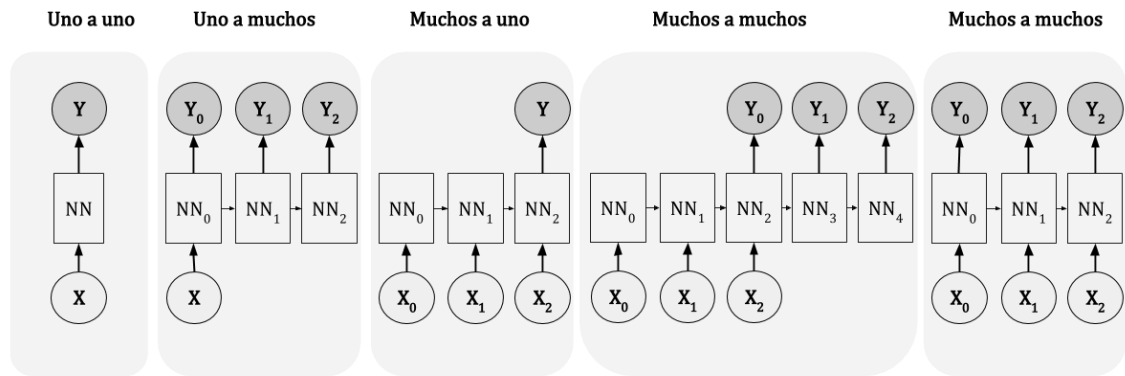 Uno a uno
Uno a muchos
Muchos a uno
Muchos a muchos
Muchos a muchos
Y
Y0 Y1 Y2
Y
Y0 Y1 Y2
Y0 Y1 Y2
NN
NN0 NN1 NN2
NN0 NN1 NN2
NN0 NN1 NN2 NN3 NN4
NN0 NN1 NN2
X
X
X0 X1 X2
X0 X1 X2
X0 X1 X2